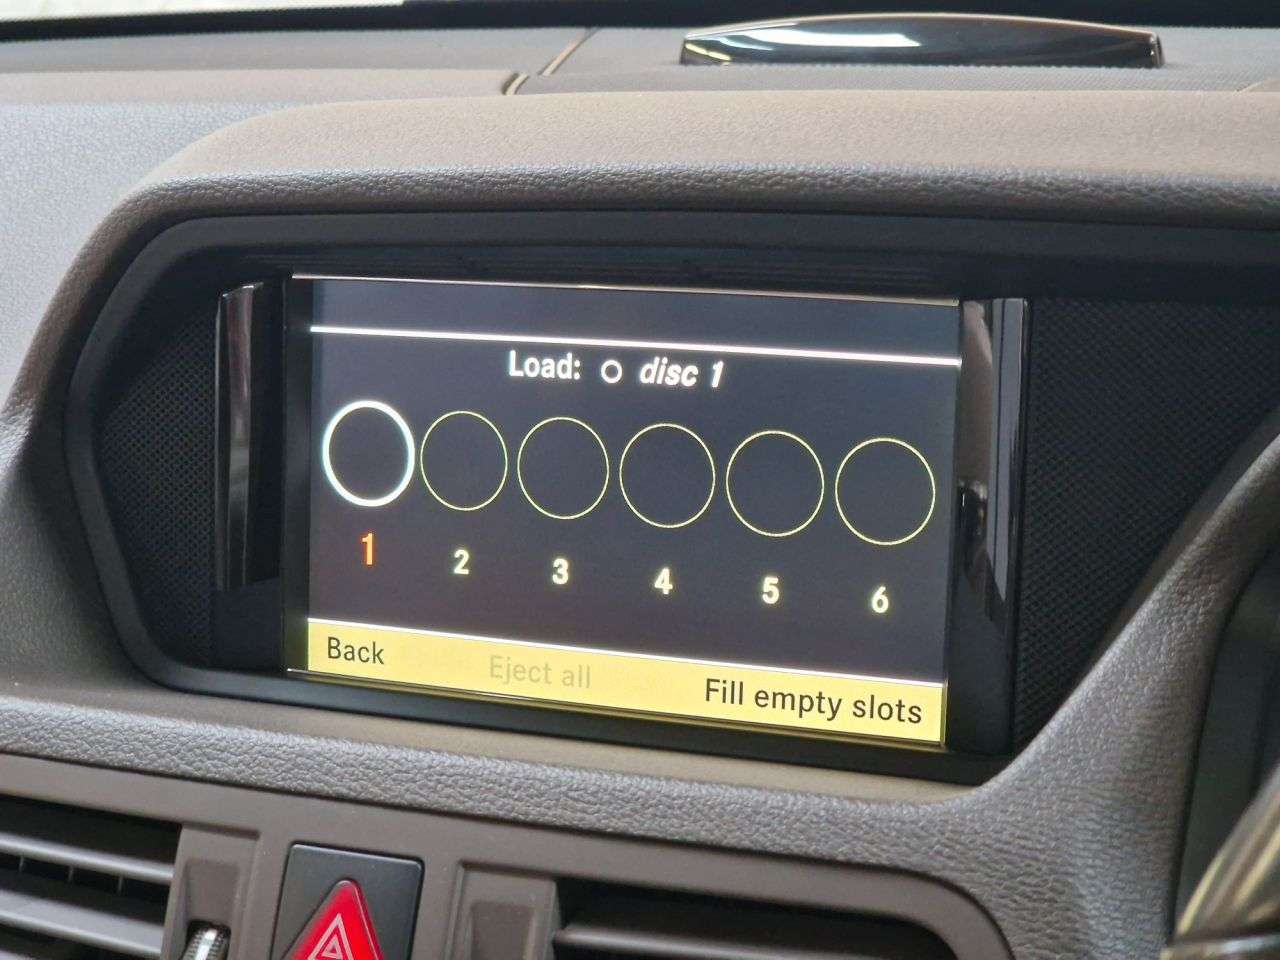 Load: disc 1
1 2 3 4 5 6
Back Eject all Fill empty slots